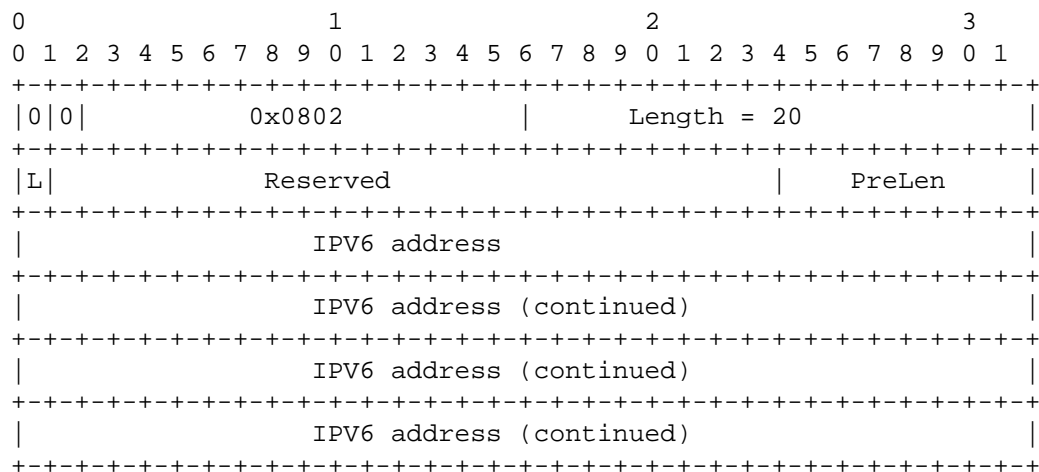 0                   1                   2                   3
0 1 2 3 4 5 6 7 8 9 0 1 2 3 4 5 6 7 8 9 0 1 2 3 4 5 6 7 8 9 0 1
+-+-+-+-+-+-+-+-+-+-+-+-+-+-+-+-+-+-+-+-+-+-+-+-+-+-+-+-+-+-+-+-+
|0|0|            0x0802           |      Length = 20              |
+-+-+-+-+-+-+-+-+-+-+-+-+-+-+-+-+-+-+-+-+-+-+-+-+-+-+-+-+-+-+-+-+
|L|             Reserved                        |    PreLen     |
+-+-+-+-+-+-+-+-+-+-+-+-+-+-+-+-+-+-+-+-+-+-+-+-+-+-+-+-+-+-+-+-+
|                  IPV6 address                                 |
+-+-+-+-+-+-+-+-+-+-+-+-+-+-+-+-+-+-+-+-+-+-+-+-+-+-+-+-+-+-+-+-+
|                  IPV6 address (continued)                     |
+-+-+-+-+-+-+-+-+-+-+-+-+-+-+-+-+-+-+-+-+-+-+-+-+-+-+-+-+-+-+-+-+
|                  IPV6 address (continued)                     |
+-+-+-+-+-+-+-+-+-+-+-+-+-+-+-+-+-+-+-+-+-+-+-+-+-+-+-+-+-+-+-+-+
|                  IPV6 address (continued)                     |
+-+-+-+-+-+-+-+-+-+-+-+-+-+-+-+-+-+-+-+-+-+-+-+-+-+-+-+-+-+-+-+-+